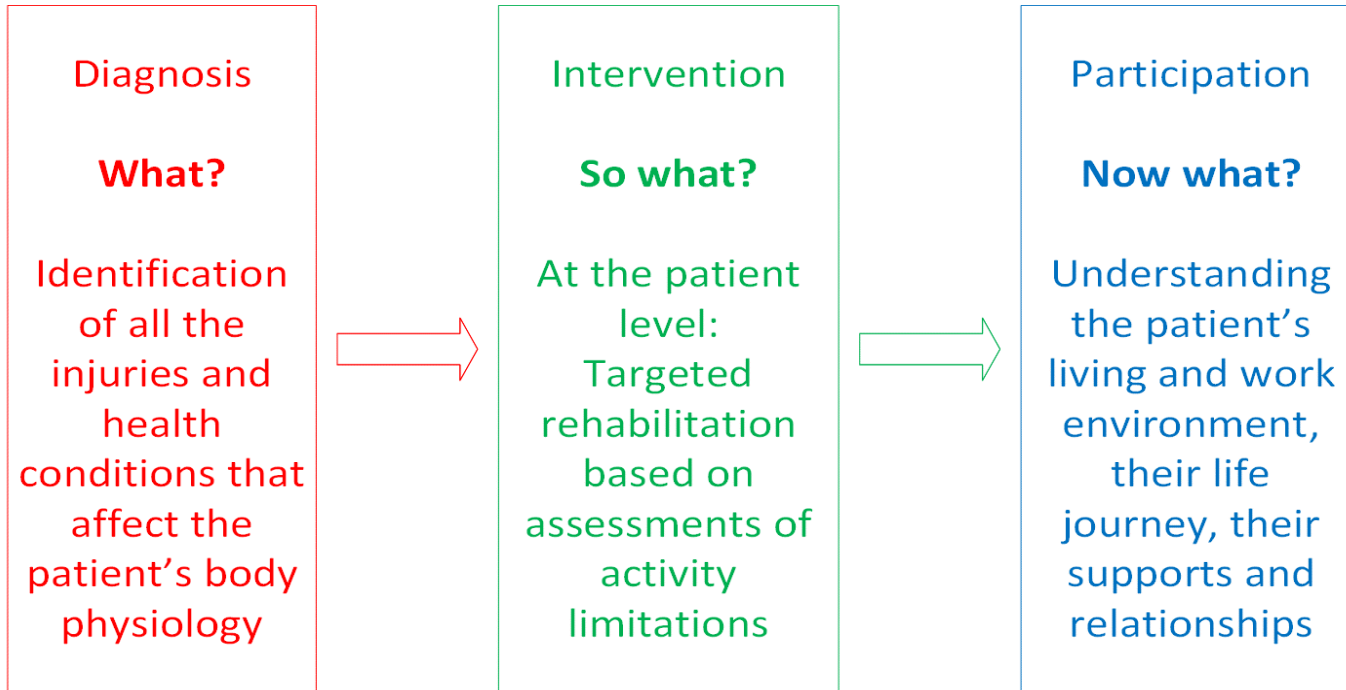 Diagnosis
What?
Identification
of all the
injuries and
health
conditions that
affect the
patient’s body
physiology
Intervention
So what?
At the patient
level:
Targeted
rehabilitation
based on
assessments of
activity
limitations
Participation
Now what?
Understanding
the patient’s
living and work
environment,
their life
journey, their
supports and
relationships